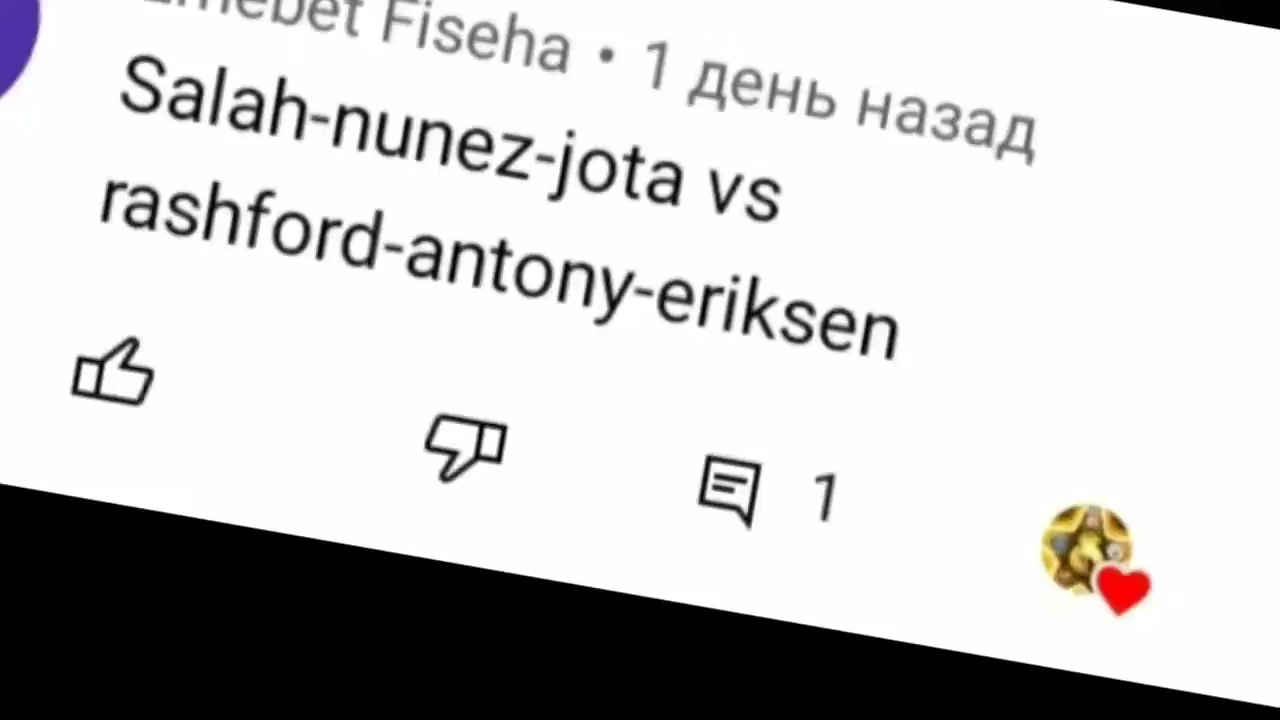 Fiseha • 1 день назад
Salah-nunez-jota vs
rashford-antony-eriksen
1